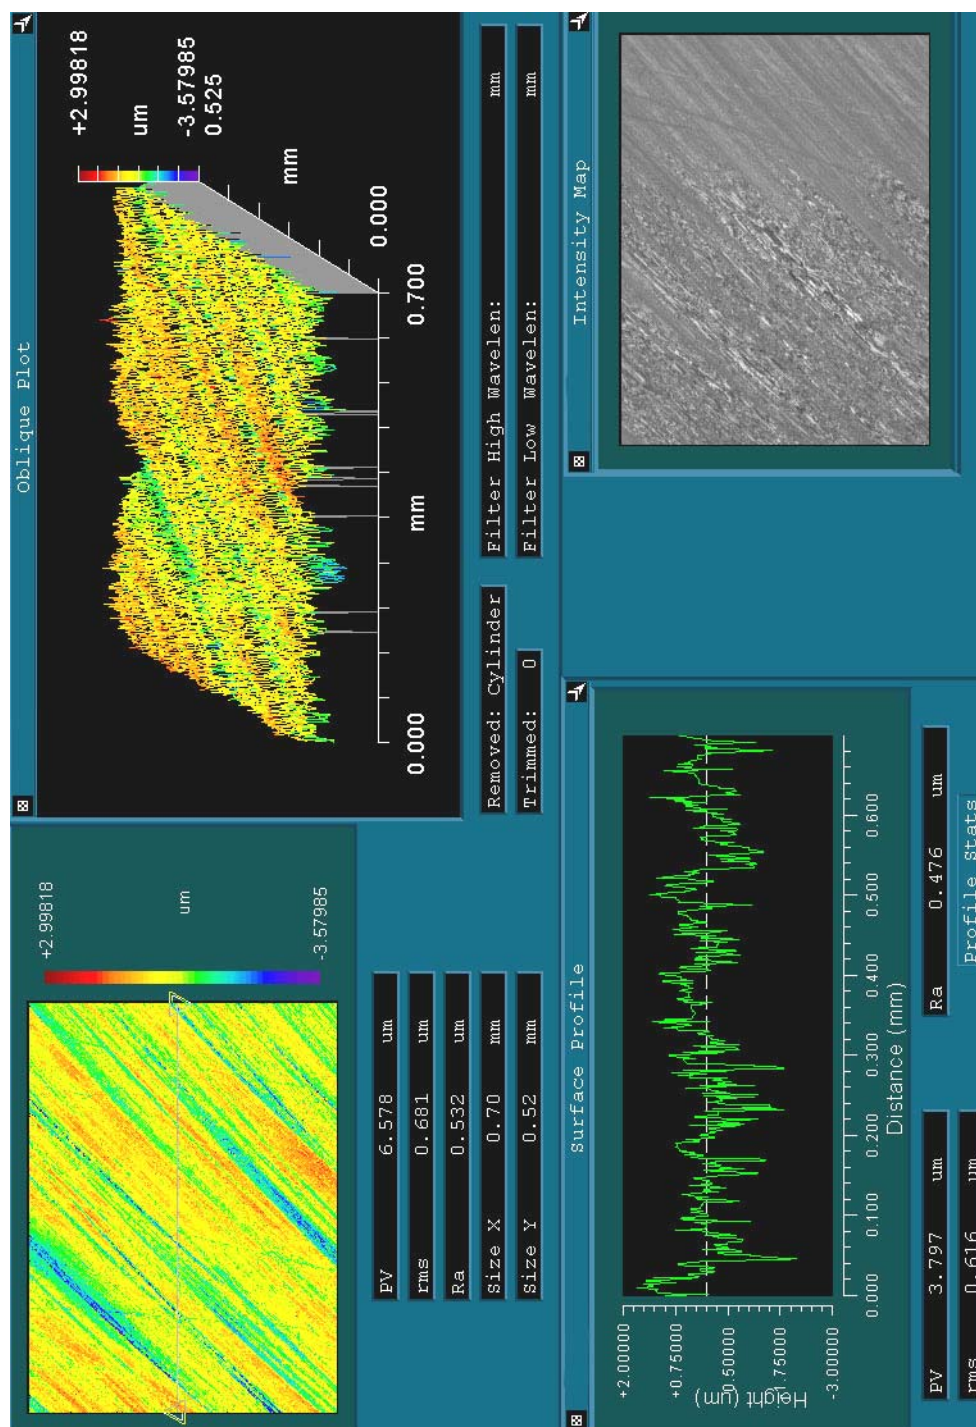 +2.99818
um
-3.57985
PV 6.578 um
rms 0.681 um
Ra 0.532 um
Size X 0.70 mm
Size Y 0.52 mm
Oblique Plot
+2.99818
um
-3.57985
0.525
mm
0.000
0.700
mm
0.000
Removed: Cylinder
Filter High Wavelen: mm
Trimmed: 0
Filter Low Wavelen: mm
Surface Profile
+2.00000
+0.75000
-0.50000
-1.75000
-3.00000
Height (µm)
0.000 0.100 0.200 0.300 0.400 0.500 0.600
Distance (mm)
PV 3.797 um
Ra 0.476 um
rms 0.616 um
Profile Stats
Intensity Map